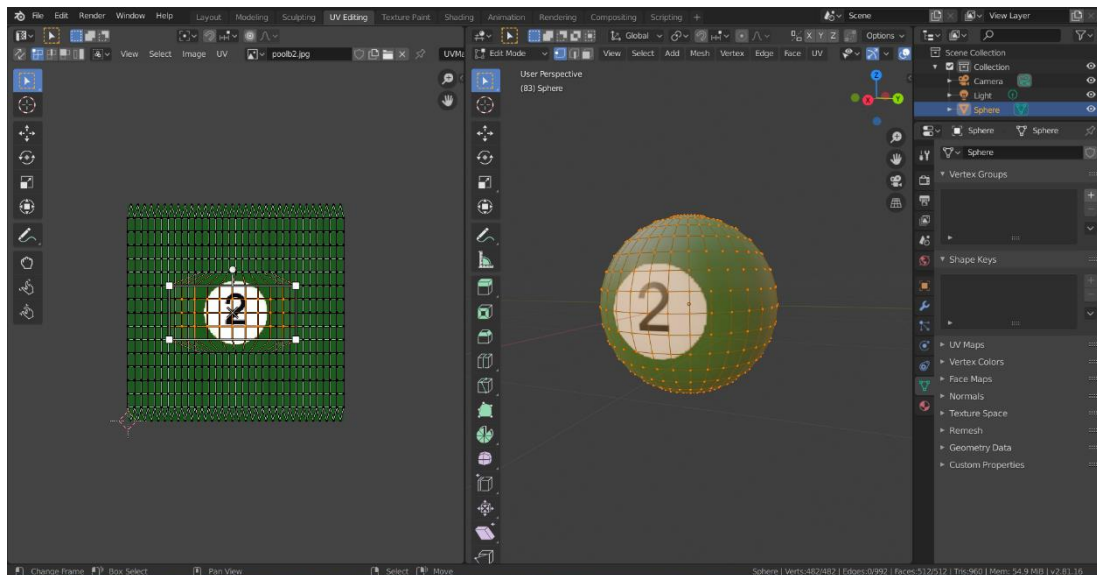 File Edit Render Window Help Layout Modeling Sculpting UV Editing Texture Paint Shading Animation Rendering Compositing Scripting + Scene View Layer
Global X Y Z Options
View Select Image UV poolb2.jpg UVMa Edit Mode View Select Add Mesh Vertex Edge Face UV
User Perspective
(83) Sphere
Z
X
Y
2
2
Scene Collection
Collection
Camera
Light
Sphere
Sphere Sphere
Sphere
Vertex Groups
Shape Keys
UV Maps
Vertex Colors
Face Maps
Normals
Texture Space
Remesh
Geometry Data
Custom Properties
Change Frame Box Select Pan View Select Move Sphere | Verts:482/482 | Edges:0/992 | Faces:512/512 | Tris:960 | Mem: 54.9 MiB | v2.81.16